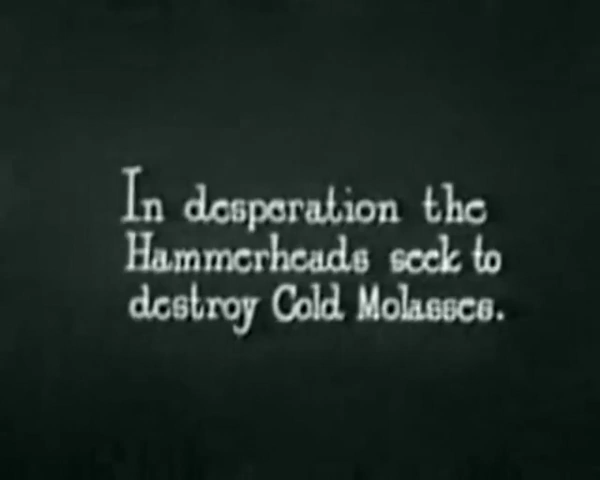 In desperation the
Hammerheads seek to
destroy Cold Molasses.